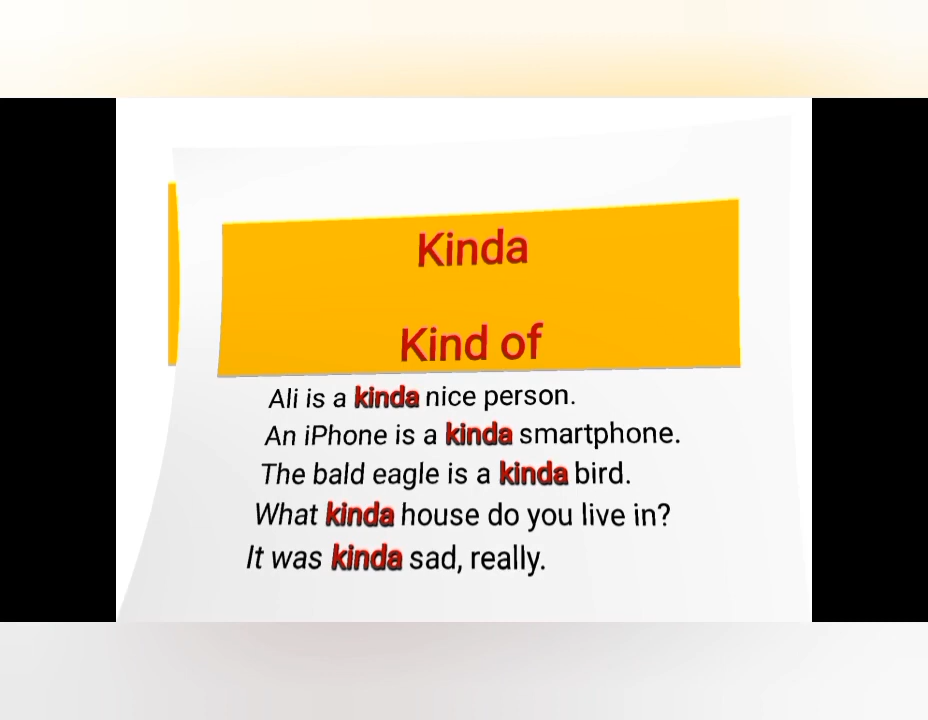 Kinda
Kind of
Ali is a kinda nice person.
An iPhone is a kinda smartphone.
The bald eagle is a kinda bird.
What kinda house do you live in?
It was kinda sad, really.